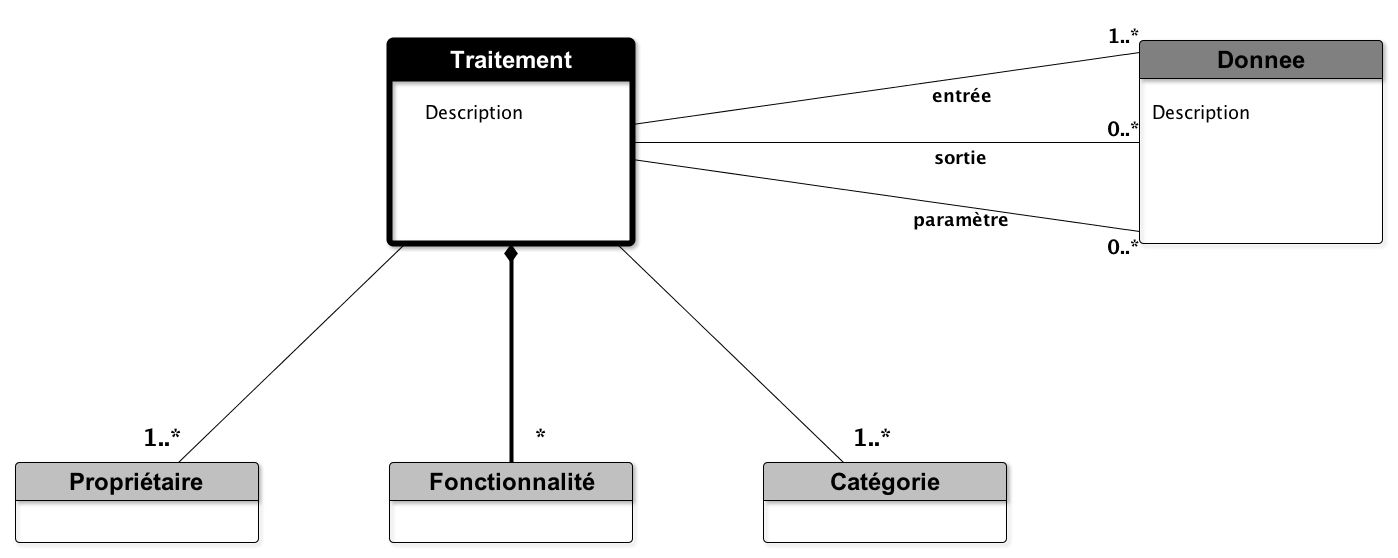 Traitement
Description
1..*
Donnee
Description
entrée
0..*
sortie
paramètre
0..*
1..*
*
1..*
Propriétaire
Fonctionnalité
Catégorie